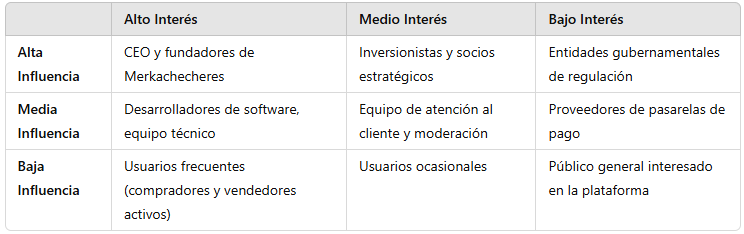 Alto Interés Medio Interés Bajo Interés
Alta CEO y fundadores de Inversionistas y socios Entidades gubernamentales
Influencia Merkachecheres estratégicos de regulación
Media Desarrolladores de software, Equipo de atención al Proveedores de pasarelas de
Influencia equipo técnico cliente y moderación pago
Baja Usuarios frecuentes Usuarios ocasionales Público general interesado
Influencia (compradores y vendedores en la plataforma
activos)